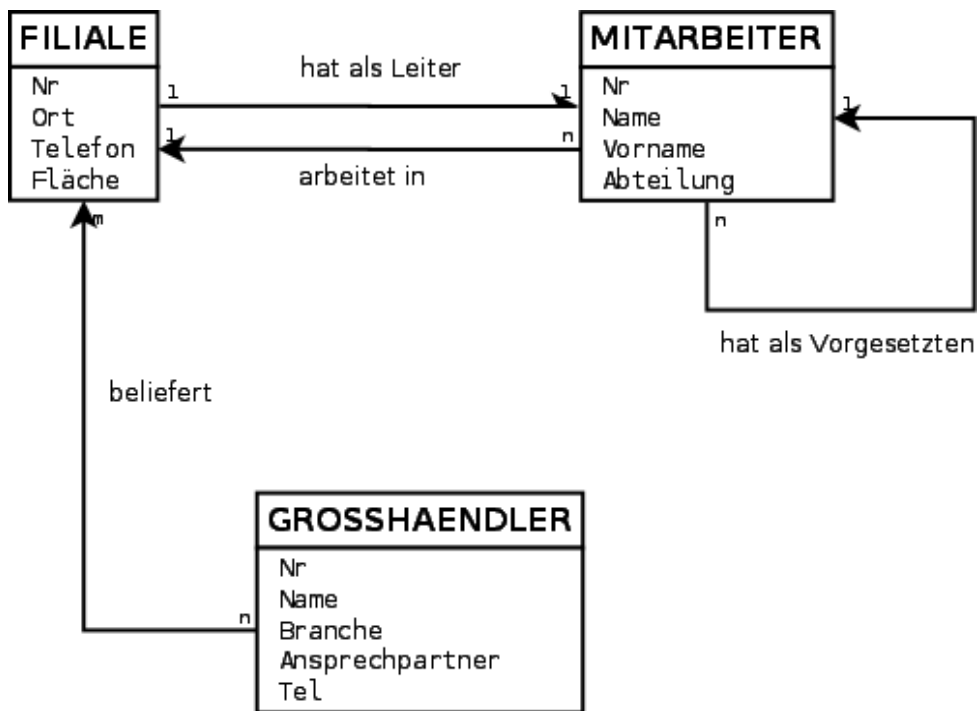 FILIALE
Nr
Ort
Telefon
Fläche
hat als Leiter
1
1
1
n
arbeitet in
MITARBEITER
Nr
Name
Vorname
Abteilung
1
n
hat als Vorgesetzten
m
beliefert
n
GROSSHAENDLER
Nr
Name
Branche
Ansprechpartner
Tel